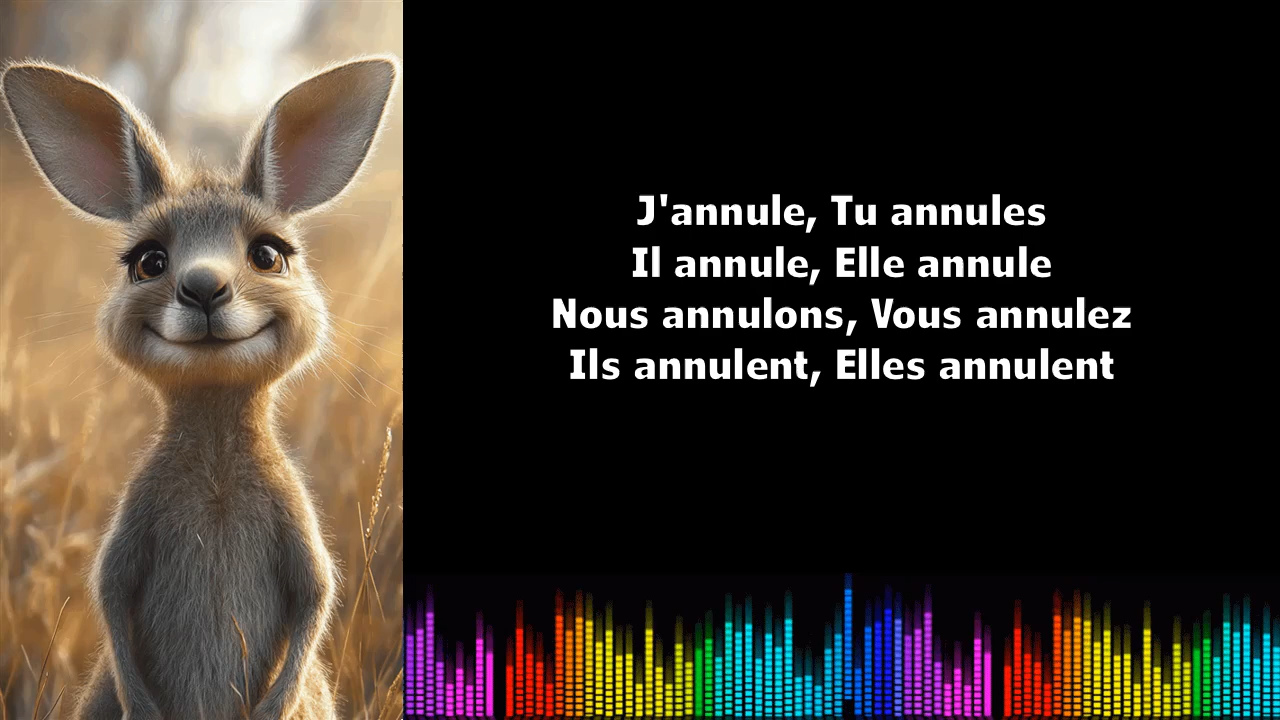 J'annule, Tu annules
Il annule, Elle annule
Nous annulons, Vous annulez
Ils annulent, Elles annulent